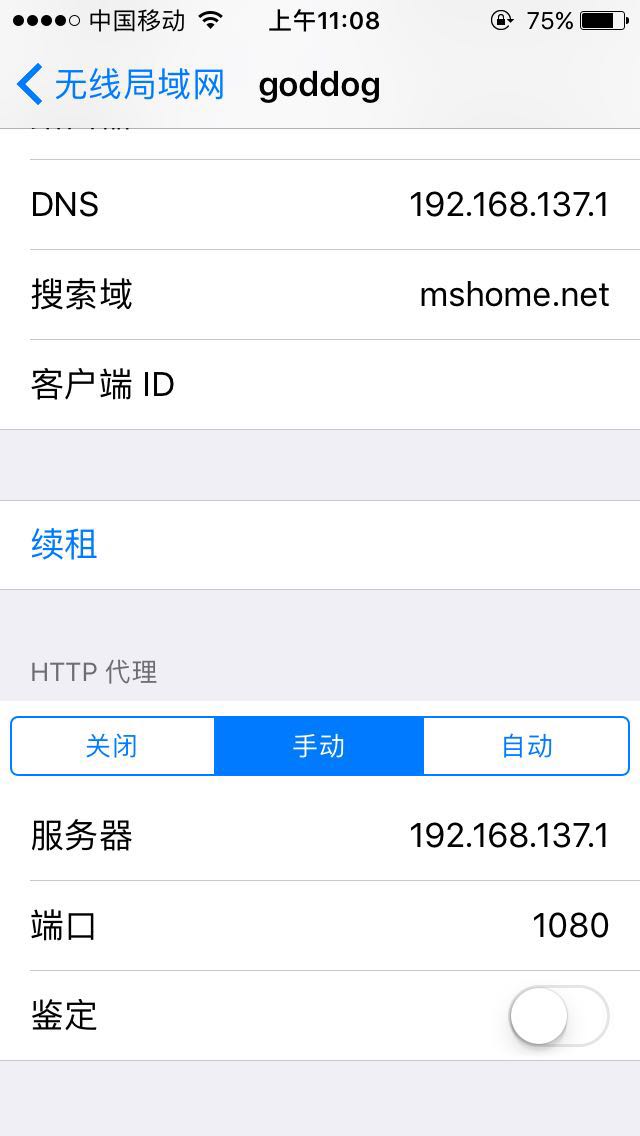 中国移动 上午11:08 75%
无线局域网 goddog
DNS 192.168.137.1
搜索域 mshome.net
客户端 ID
续租
HTTP 代理
关闭 手动 自动
服务器 192.168.137.1
端口 1080
鉴定